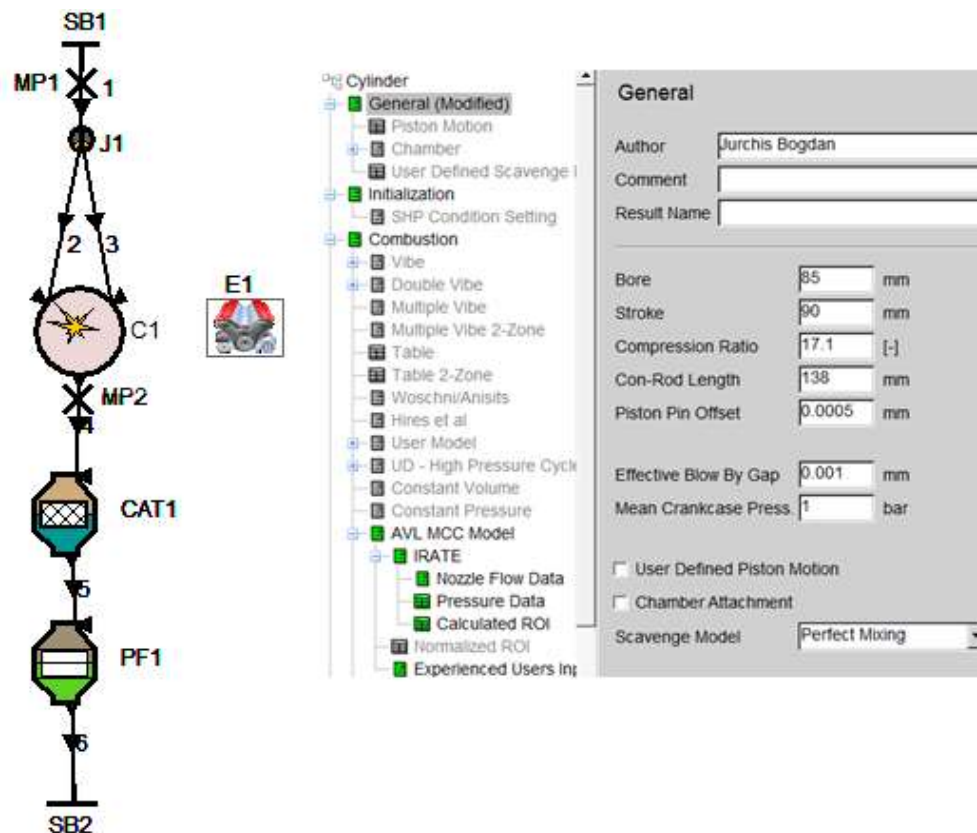 SB1
MP1
1
J1
2
3
E1
C1
MP2
4
CAT1
5
PF1
6
SB2
Cylinder
General (Modified)
Piston Motion
Chamber
User Defined Scavenge
Initialization
SHP Condition Setting
Combustion
Vibe
Double Vibe
Multiple Vibe
Multiple Vibe 2-Zone
Table
Table 2-Zone
Woschni/Anisits
Hires et al
User Model
UD - High Pressure Cycle
Constant Volume
Constant Pressure
AVL MCC Model
IRATE
Nozzle Flow Data
Pressure Data
Calculated ROI
Normalized ROI
Experienced Users Inp
General
Author Jurchis Bogdan
Comment
Result Name
Bore 85 mm
Stroke 90 mm
Compression Ratio 17.1 [-]
Con-Rod Length 138 mm
Piston Pin Offset 0.0005 mm
Effective Blow By Gap 0.001 mm
Mean Crankcase Press. 1 bar
User Defined Piston Motion
Chamber Attachment
Scavenge Model Perfect Mixing